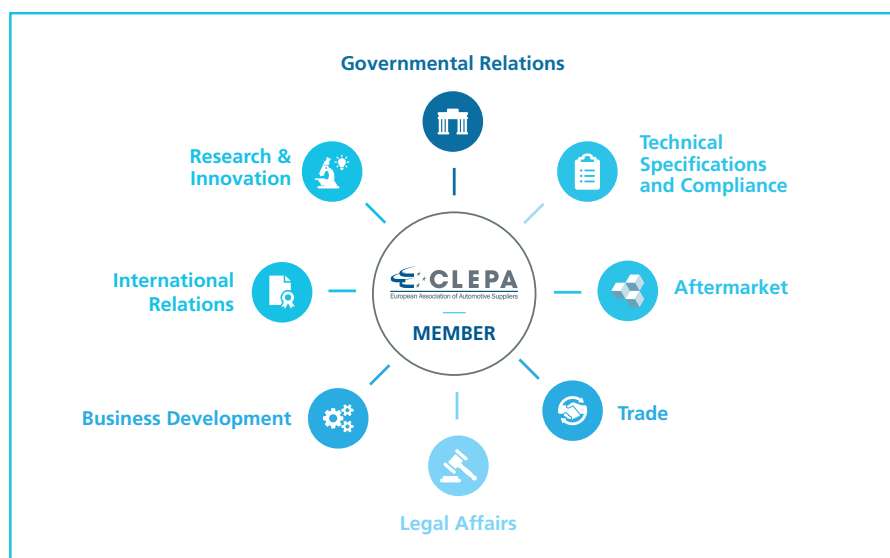 Governmental Relations
Research &
Innovation
Technical
Specifications
and Compliance
International
Relations
CLEPA
European Association of Automotive Suppliers
MEMBER
Aftermarket
Business Development
Trade
Legal Affairs